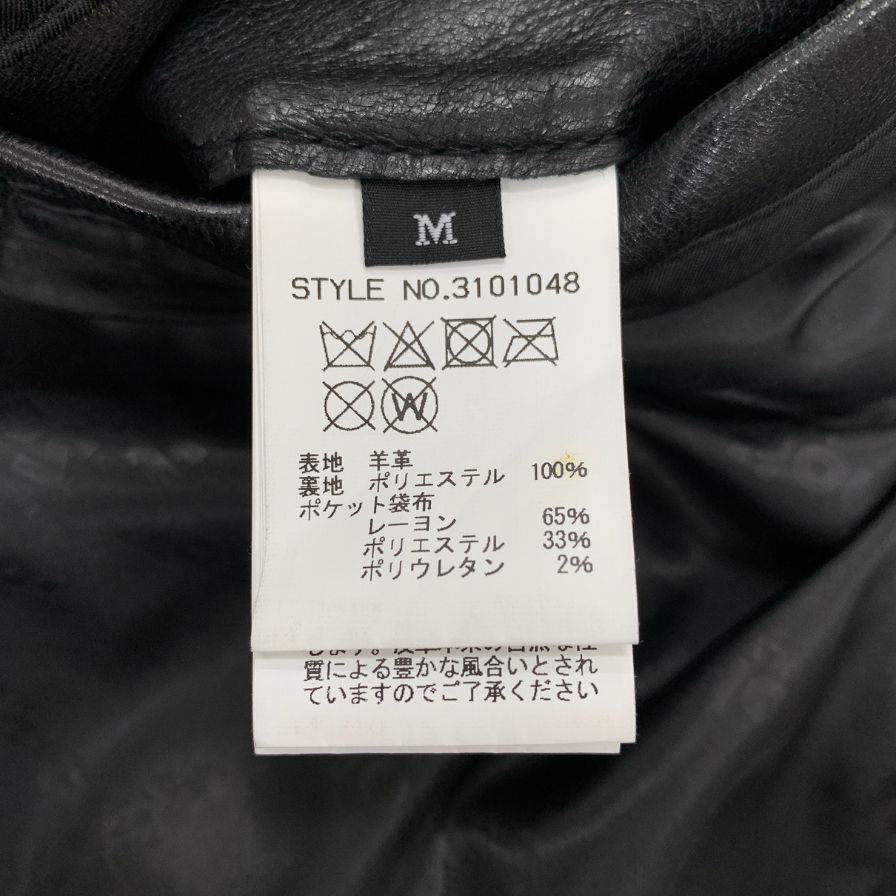 M
STYLE NO.3101048
W
表地 羊革
裏地 ポリエステル 100%
ポケット袋布
レーヨン 65%
ポリエステル 33%
ポリウレタン 2%
質による豊かな風合いとされ
ていますのでご了承ください